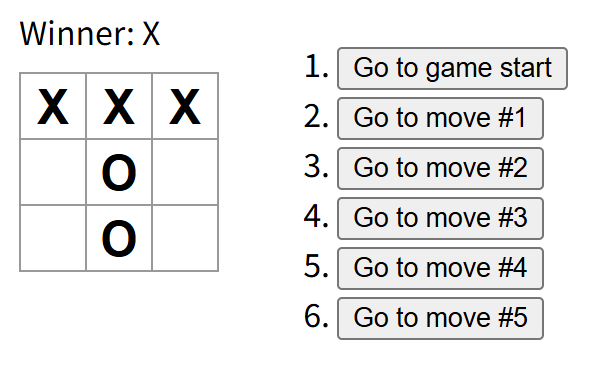 Winner: X
X X X
O
O
1. Go to game start
2. Go to move #1
3. Go to move #2
4. Go to move #3
5. Go to move #4
6. Go to move #5